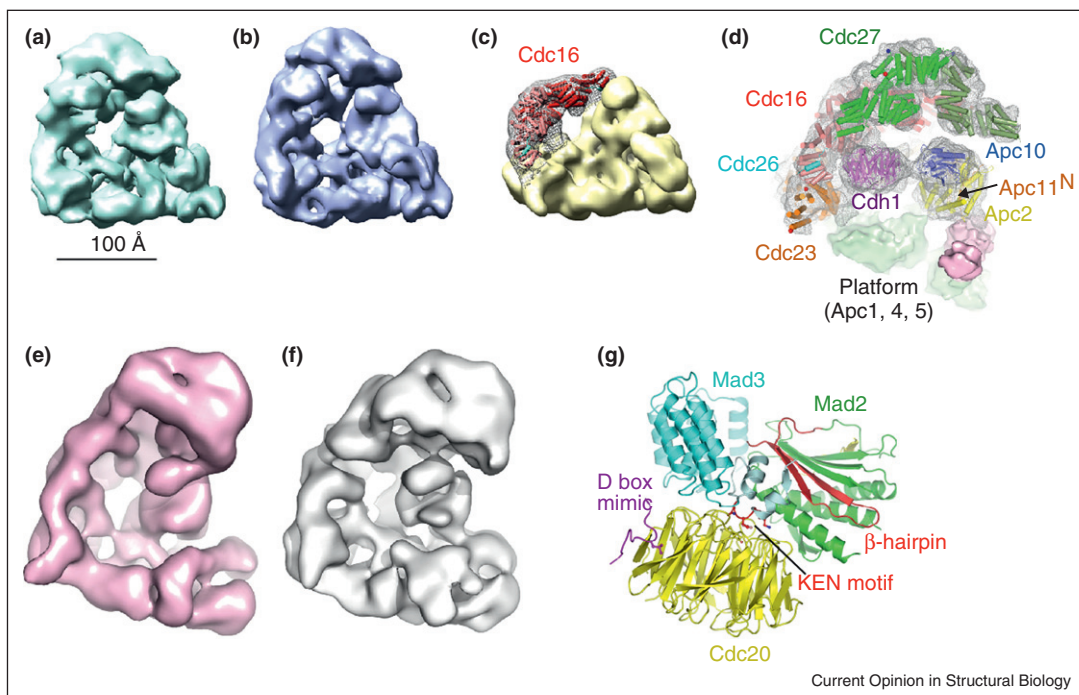 (a)
(b)
(c)
(d)
Cdc16
100 Å
Cdc27
Cdc16
Cdc26
Cdh1
Cdc23
Apc10
Apc11N
Apc2
Platform
(Apc1, 4, 5)
(e)
(f)
(g)
Mad3
Mad2
D box
mimic
β-hairpin
KEN motif
Cdc20
Current Opinion in Structural Biology